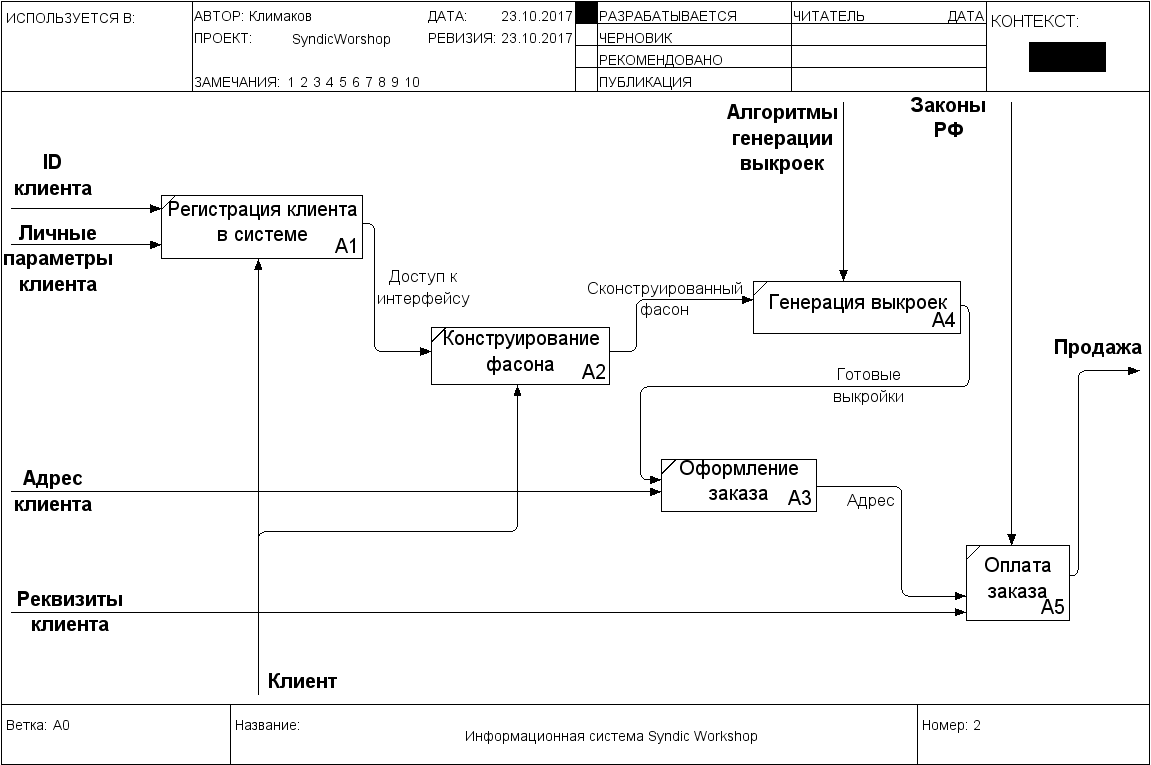 ИСПОЛЬЗУЕТСЯ В:
АВТОР: Климаков
ДАТА: 23.10.2017
ПРОЕКТ: SyndicWorshop
РЕВИЗИЯ: 23.10.2017
ЗАМЕЧАНИЯ: 1 2 3 4 5 6 7 8 9 10
РАЗРАБАТЫВАЕТСЯ
ЧЕРНОВИК
РЕКОМЕНДОВАНО
ПУБЛИКАЦИЯ
ЧИТАТЕЛЬ ДАТА
КОНТЕКСТ:
Алгоритмы
генерации
выкроек
Законы
РФ
ID
клиента
Личные
параметры
клиента
Регистрация клиента
в системе
A1
Доступ к
интерфейсу
Конструирование
фасона
A2
Сконструированный
фасон
Генерация выкроек
A4
Продажа
Готовые
выкройки
Адрес
клиента
Оформление
заказа
A3
Адрес
Оплата
заказа
A5
Реквизиты
клиента
Клиент
Ветка: A0
Название:
Информационная система Syndic Workshop
Номер: 2